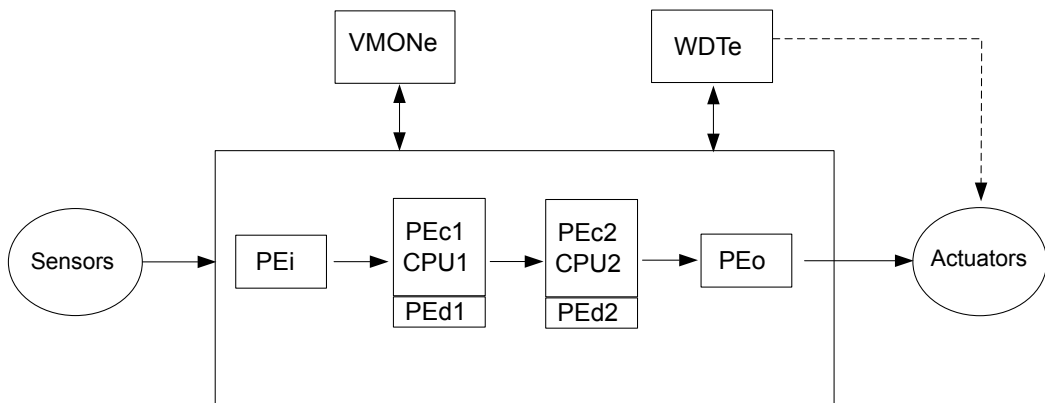 VMONe
WDTe
Sensors
PEi
PEc1
CPU1
PEd1
PEc2
CPU2
PEd2
PEo
Actuators